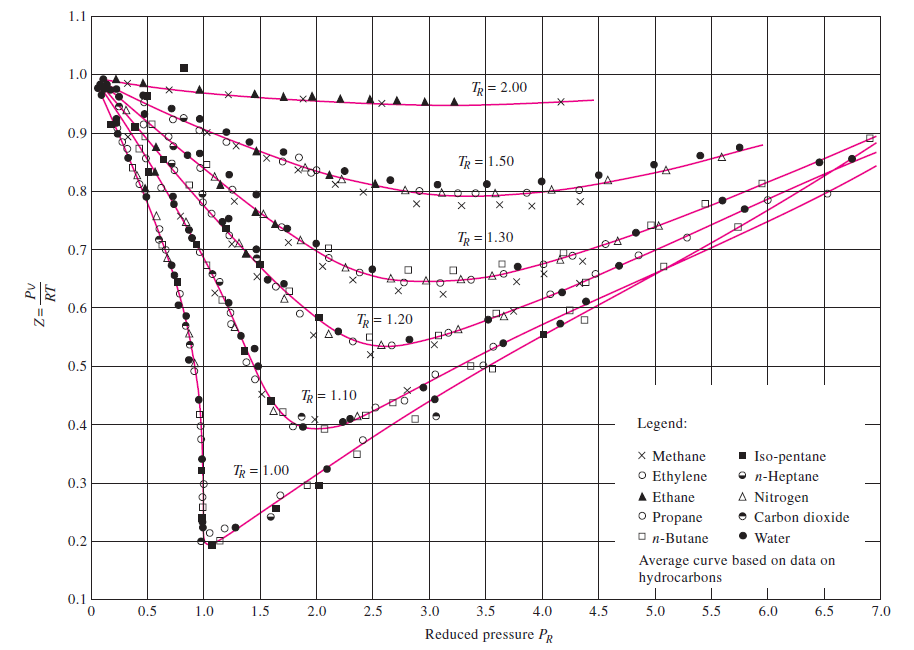 1.1
1.0
0.9
0.8
0.7
0.6
0.5
0.4
0.3
0.2
0.1
Z = Pv / RT
T_R = 2.00
T_R = 1.50
T_R = 1.30
T_R = 1.20
T_R = 1.10
T_R = 1.00
Legend:
× Methane ■ Iso-pentane
○ Ethylene ◒ n-Heptane
▲ Ethane △ Nitrogen
○ Propane ◓ Carbon dioxide
□ n-Butane ● Water
Average curve based on data on
hydrocarbons
0 0.5 1.0 1.5 2.0 2.5 3.0 3.5 4.0 4.5 5.0 5.5 6.0 6.5 7.0
Reduced pressure P_R